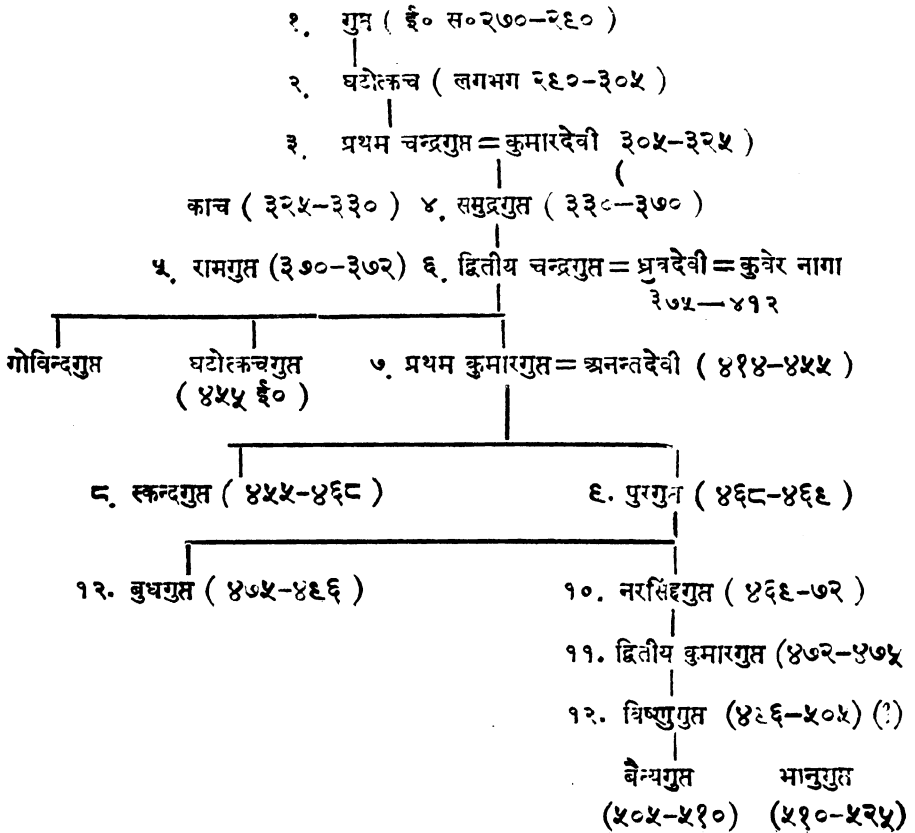 १. गुप्त ( ई० स०२७०–२९० )
२. घटोत्कच ( लगभग २९०–३०५ )
३. प्रथम चन्द्रगुप्त = कुमारदेवी ३०५–३२५ )
(
काच ( ३२५–३३० ) ४. समुद्रगुप्त ( ३३०–३७० )
५. रामगुप्त (३७०–३७२) ६. द्वितीय चन्द्रगुप्त = ध्रुवदेवी = कुवेर नागा
३७५—४१२
गोविन्दगुप्त घटोत्कचगुप्त ७. प्रथम कुमारगुप्त = अनन्तदेवी ( ४१४–४५५ )
( ४५५ ई० )
८. स्कन्दगुप्त ( ४५५–४६८ ) ९. पुरगुप्त ( ४६८–४६९ )
१२. बुधगुप्त ( ४७५–४९६ ) १०. नरसिंहगुप्त ( ४६९–७२ )
११. द्वितीय कुमारगुप्त (४७२–४७५
१२. विष्णुगुप्त (४९६–५०५) (?)
वैन्यगुप्त भानुगुप्त
(५०५–५१०) (५१०–५२५)